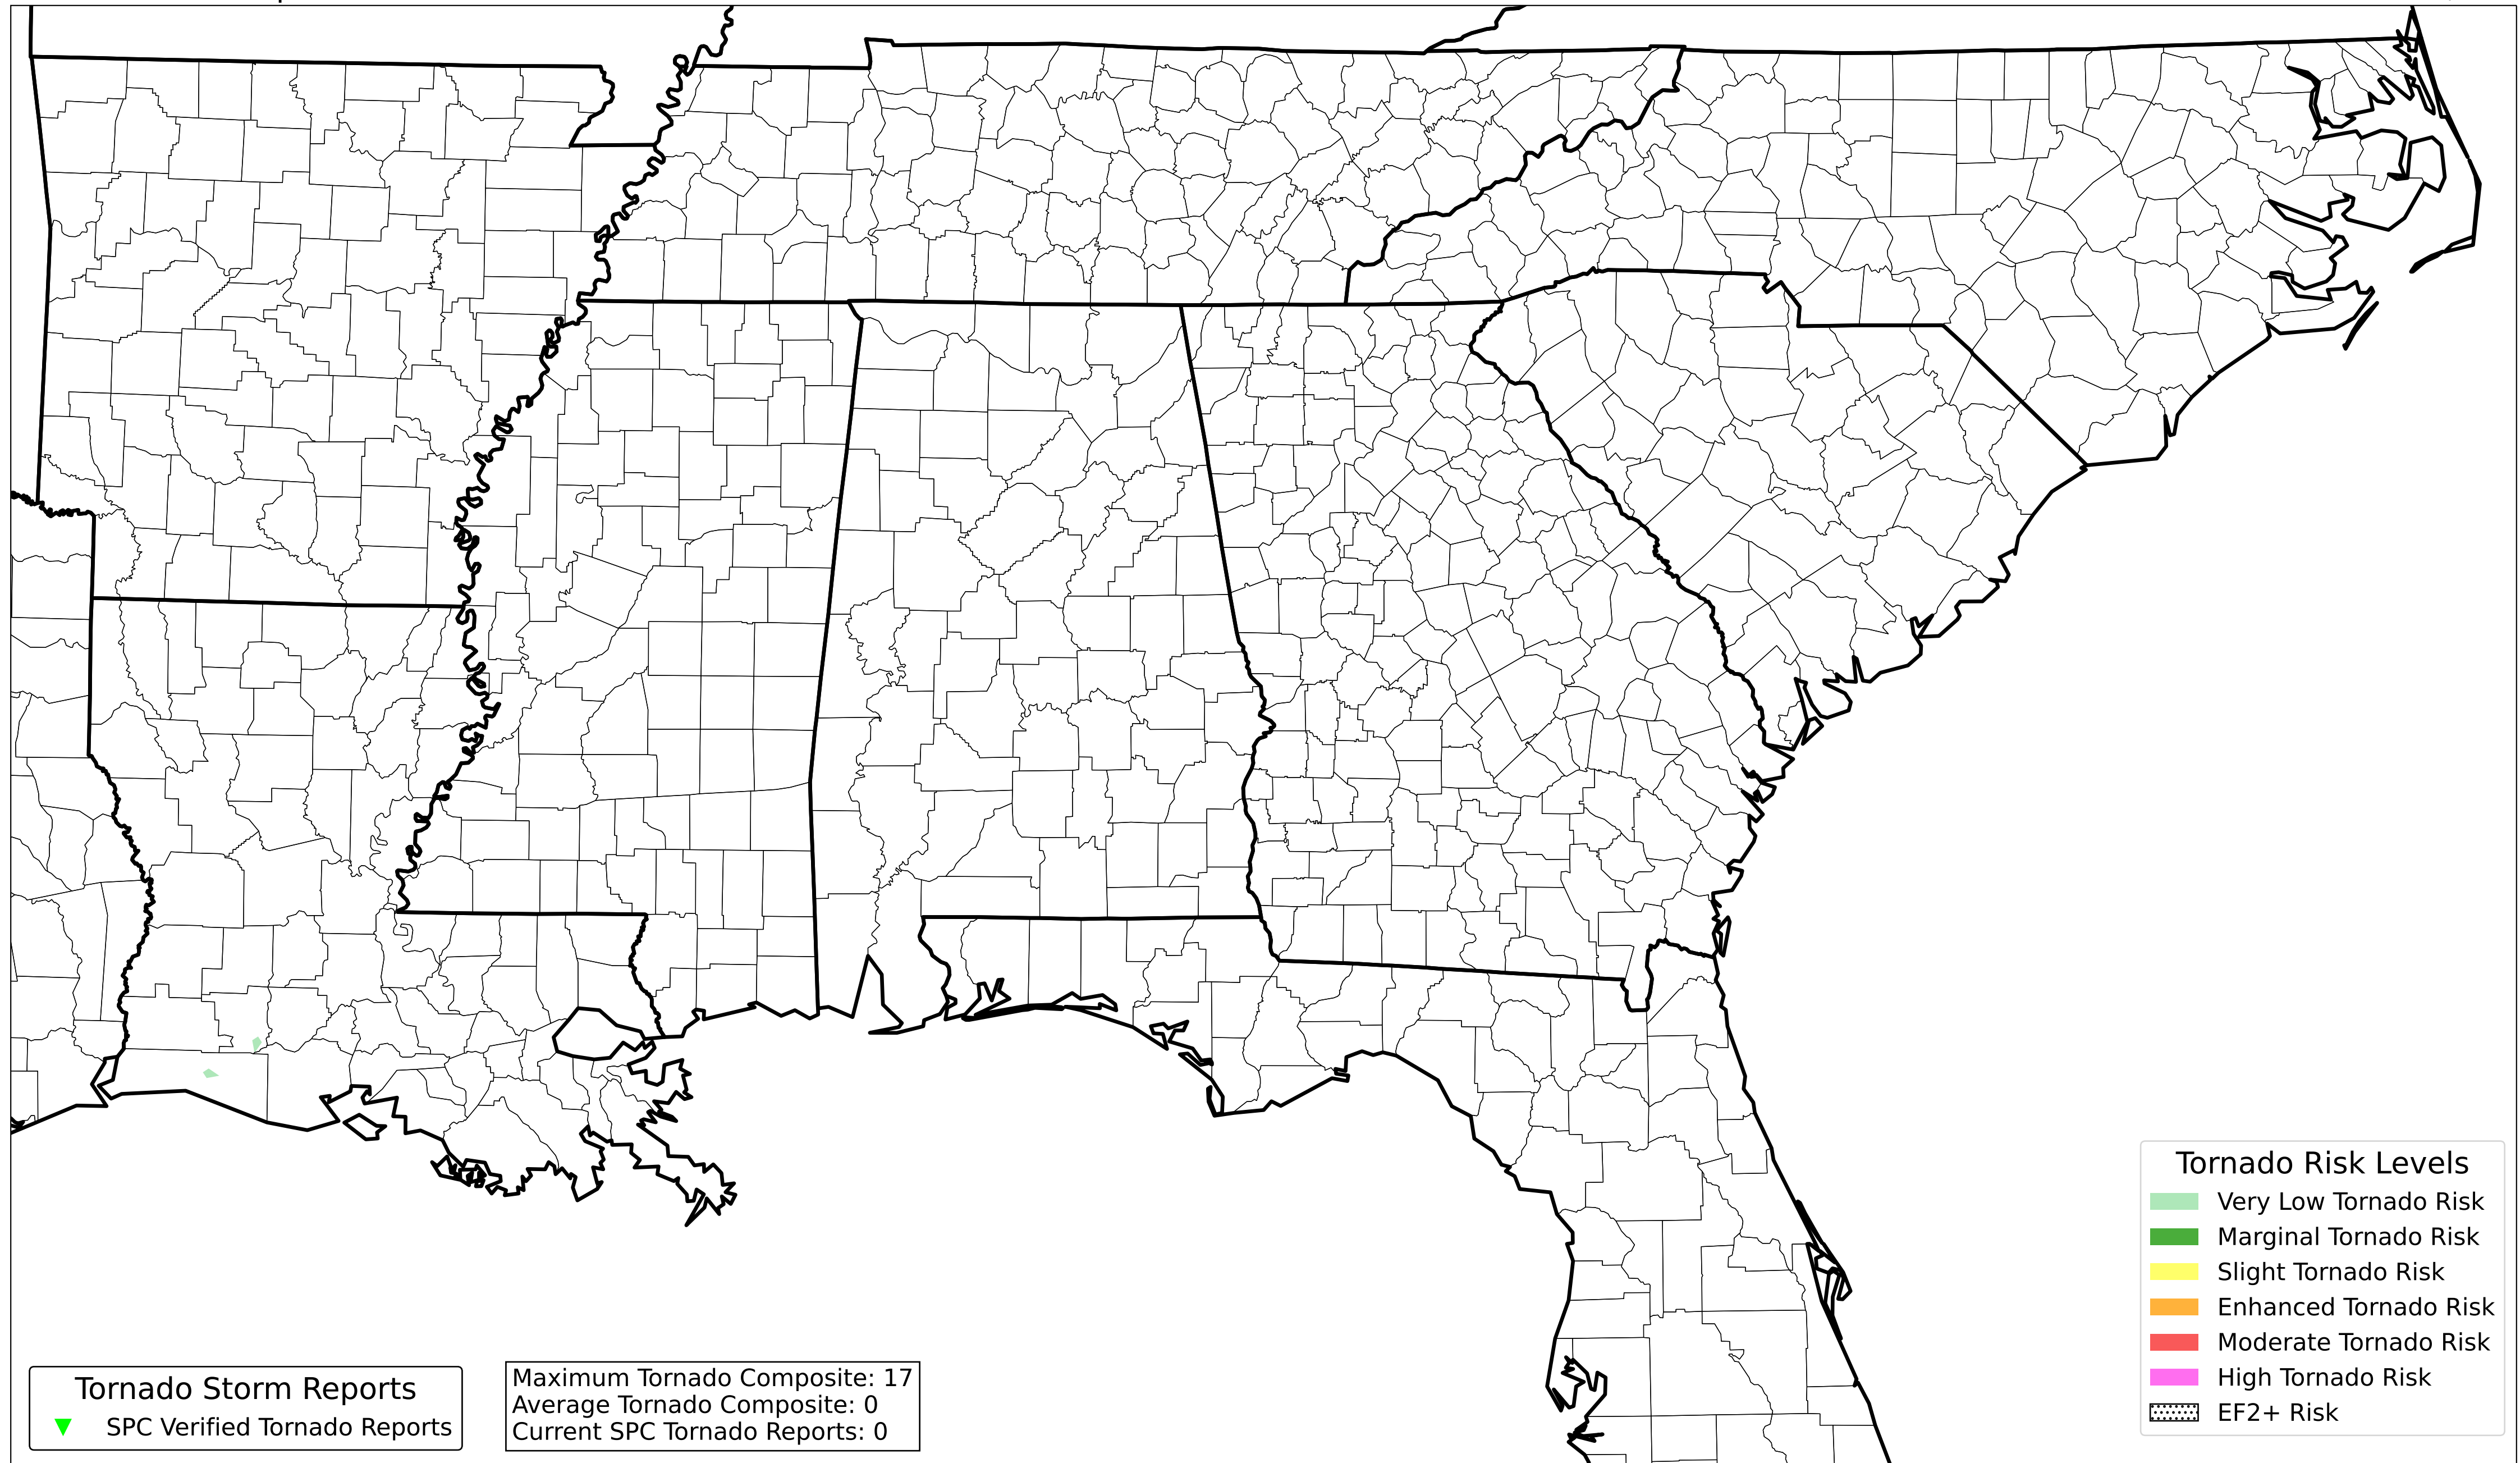 Tornado Risk Levels
Very Low Tornado Risk
Marginal Tornado Risk
Slight Tornado Risk
Enhanced Tornado Risk
Moderate Tornado Risk
High Tornado Risk
EF2+ Risk
Tornado Storm Reports
SPC Verified Tornado Reports
Maximum Tornado Composite: 17
Average Tornado Composite: 0
Current SPC Tornado Reports: 0